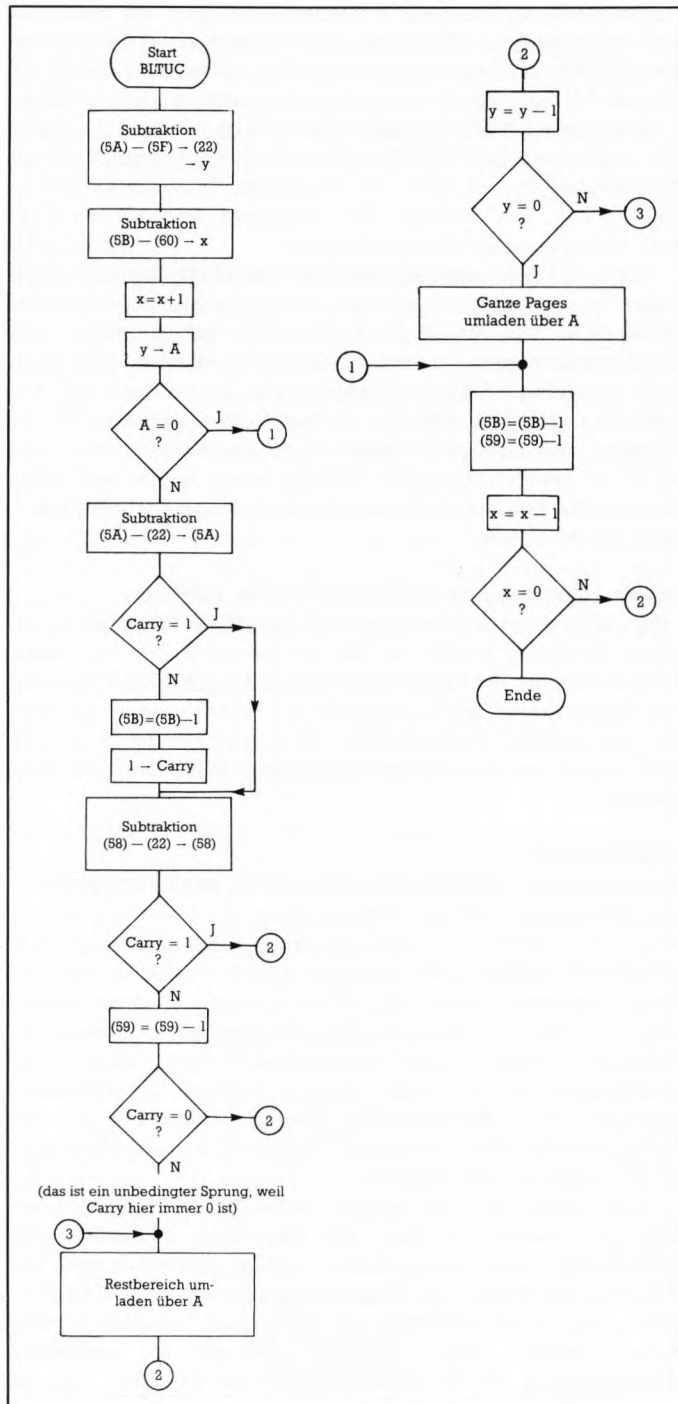 Start
BLTUC
Subtraktion
(5A) — (5F) → (22)
→ y
Subtraktion
(5B) — (60) → x
x=x+1
y → A
A = 0
?
J
1
N
Subtraktion
(5A) — (22) → (5A)
Carry = 1
?
J
N
(5B)=(5B)—1
1 → Carry
Subtraktion
(58) — (22) → (58)
Carry = 1
?
J
2
N
(59) = (59) — 1
Carry = 0
?
2
N
(das ist ein unbedingter Sprung, weil
Carry hier immer 0 ist)
3
Restbereich um-
laden über A
2
2
y = y — 1
y = 0
?
N
3
J
Ganze Pages
umladen über A
1
(5B)=(5B)—1
(59)=(59)—1
x = x — 1
x = 0
?
N
2
Ende